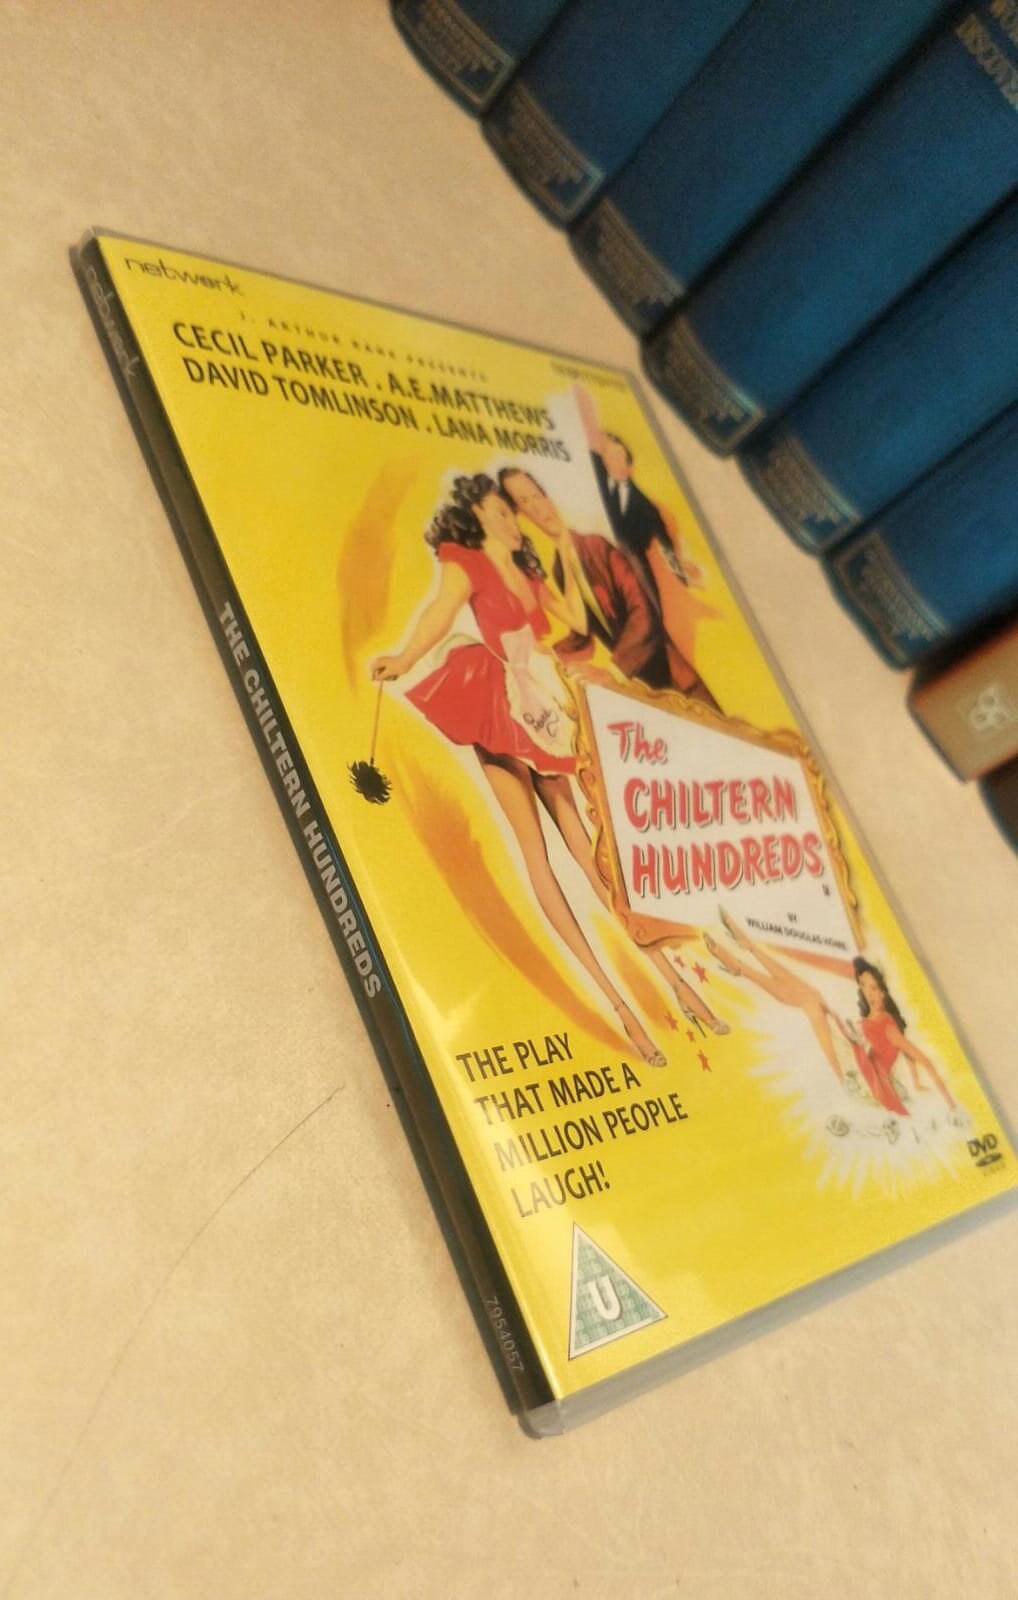 network
J. ARTHUR RANK PRESENTS
CECIL PARKER . A.E.MATTHEWS
DAVID TOMLINSON . LANA MORRIS
The
CHILTERN
HUNDREDS
U
BY
WILLIAM DOUGLAS HOME
THE PLAY
THAT MADE A
MILLION PEOPLE
LAUGH!
U
DVD
VIDEO
network
THE CHILTERN HUNDREDS
7954057